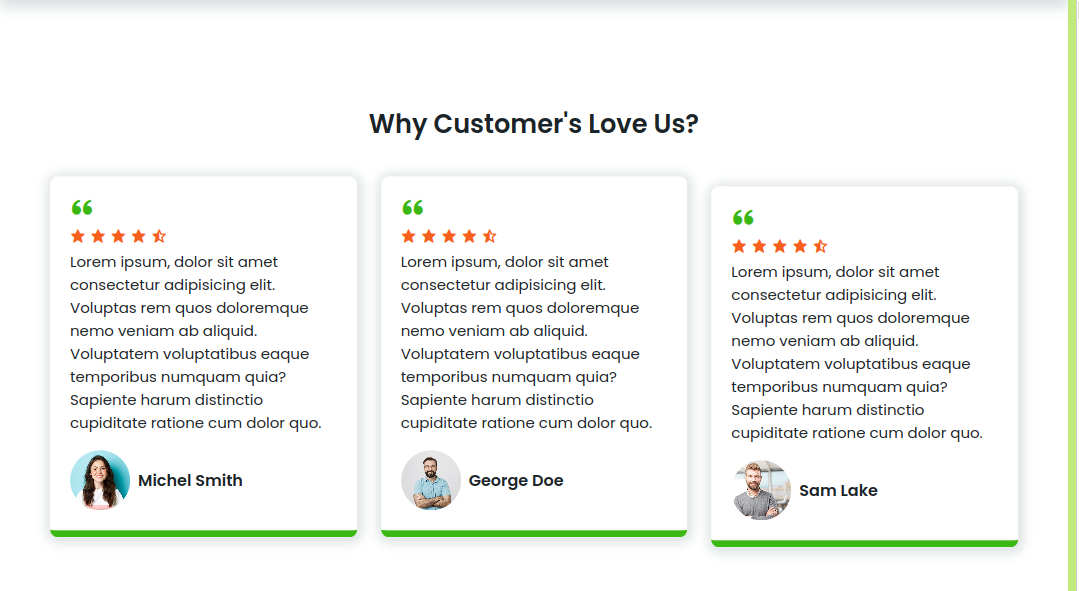 Why Customer's Love Us?
“
Lorem ipsum, dolor sit amet
consectetur adipisicing elit.
Voluptas rem quos doloremque
nemo veniam ab aliquid.
Voluptatem voluptatibus eaque
temporibus numquam quia?
Sapiente harum distinctio
cupiditate ratione cum dolor quo.
Michel Smith
“
Lorem ipsum, dolor sit amet
consectetur adipisicing elit.
Voluptas rem quos doloremque
nemo veniam ab aliquid.
Voluptatem voluptatibus eaque
temporibus numquam quia?
Sapiente harum distinctio
cupiditate ratione cum dolor quo.
George Doe
“
Lorem ipsum, dolor sit amet
consectetur adipisicing elit.
Voluptas rem quos doloremque
nemo veniam ab aliquid.
Voluptatem voluptatibus eaque
temporibus numquam quia?
Sapiente harum distinctio
cupiditate ratione cum dolor quo.
Sam Lake